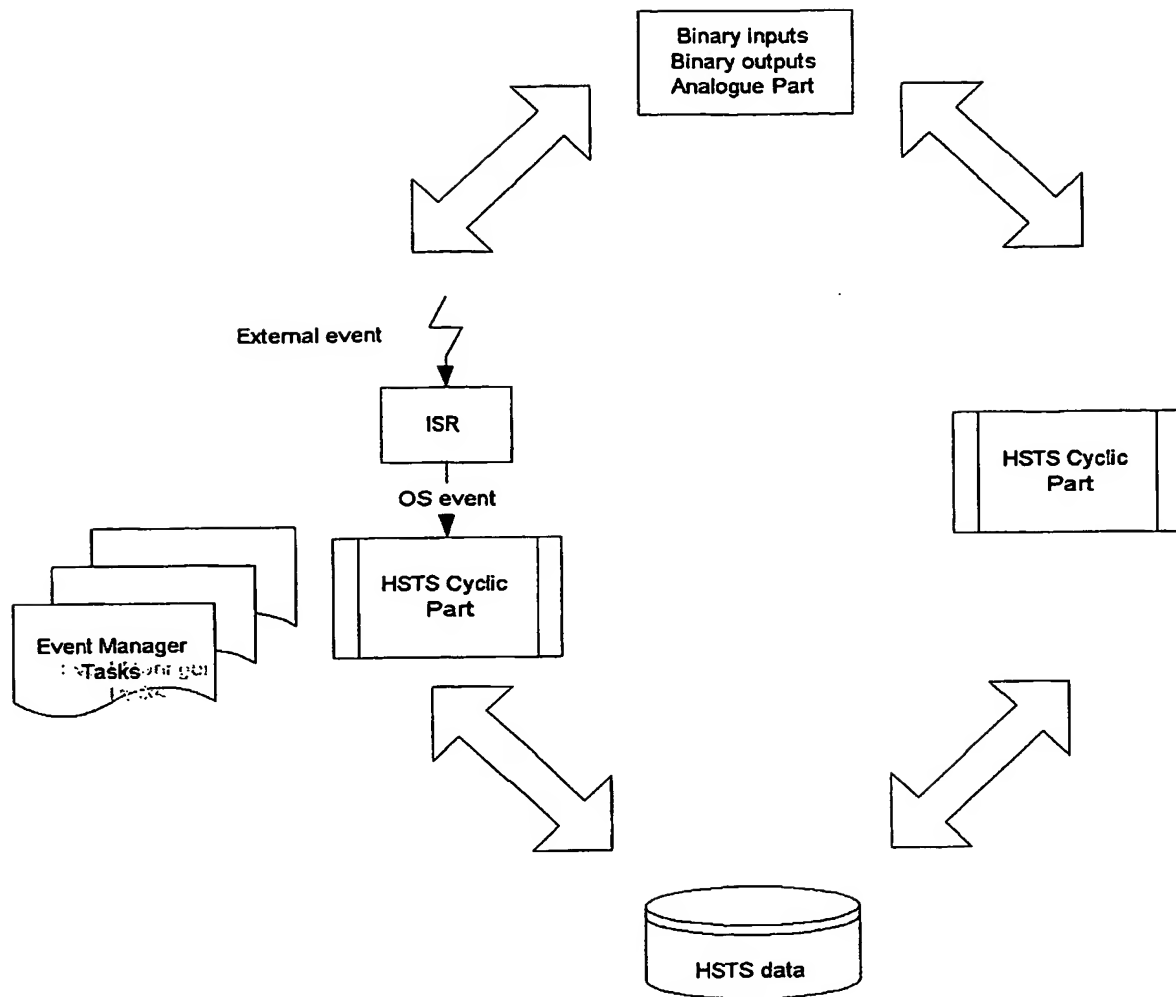 Binary inputs
Binary outputs
Analogue Part
External event
ISR
OS event
HSTS Cyclic
Part
HSTS Cyclic
Part
Event Manager
Tasks
HSTS data